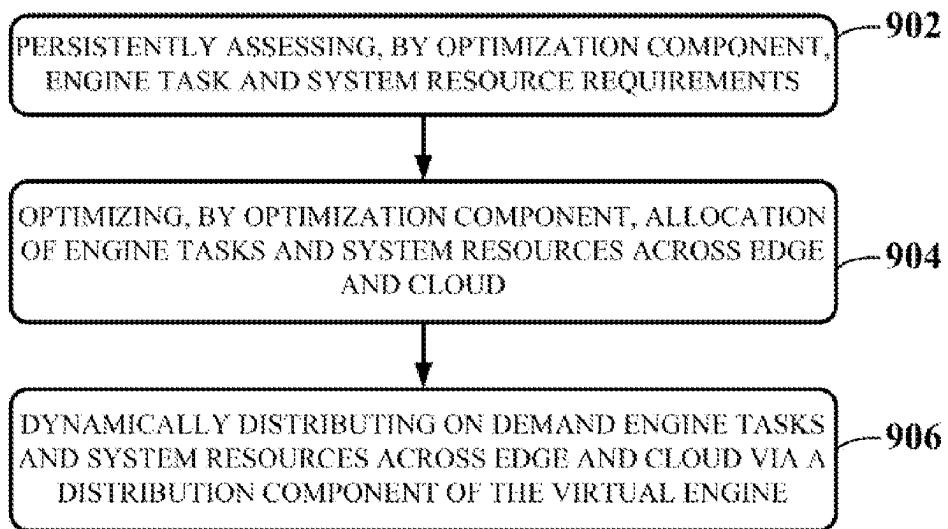 PERSISTENTLY ASSESSING, BY OPTIMIZATION COMPONENT,
ENGINE TASK AND SYSTEM RESOURCE REQUIREMENTS
902
OPTIMIZING, BY OPTIMIZATION COMPONENT, ALLOCATION
OF ENGINE TASKS AND SYSTEM RESOURCES ACROSS EDGE
AND CLOUD
904
DYNAMICALLY DISTRIBUTING ON DEMAND ENGINE TASKS
AND SYSTEM RESOURCES ACROSS EDGE AND CLOUD VIA A
DISTRIBUTION COMPONENT OF THE VIRTUAL ENGINE
906